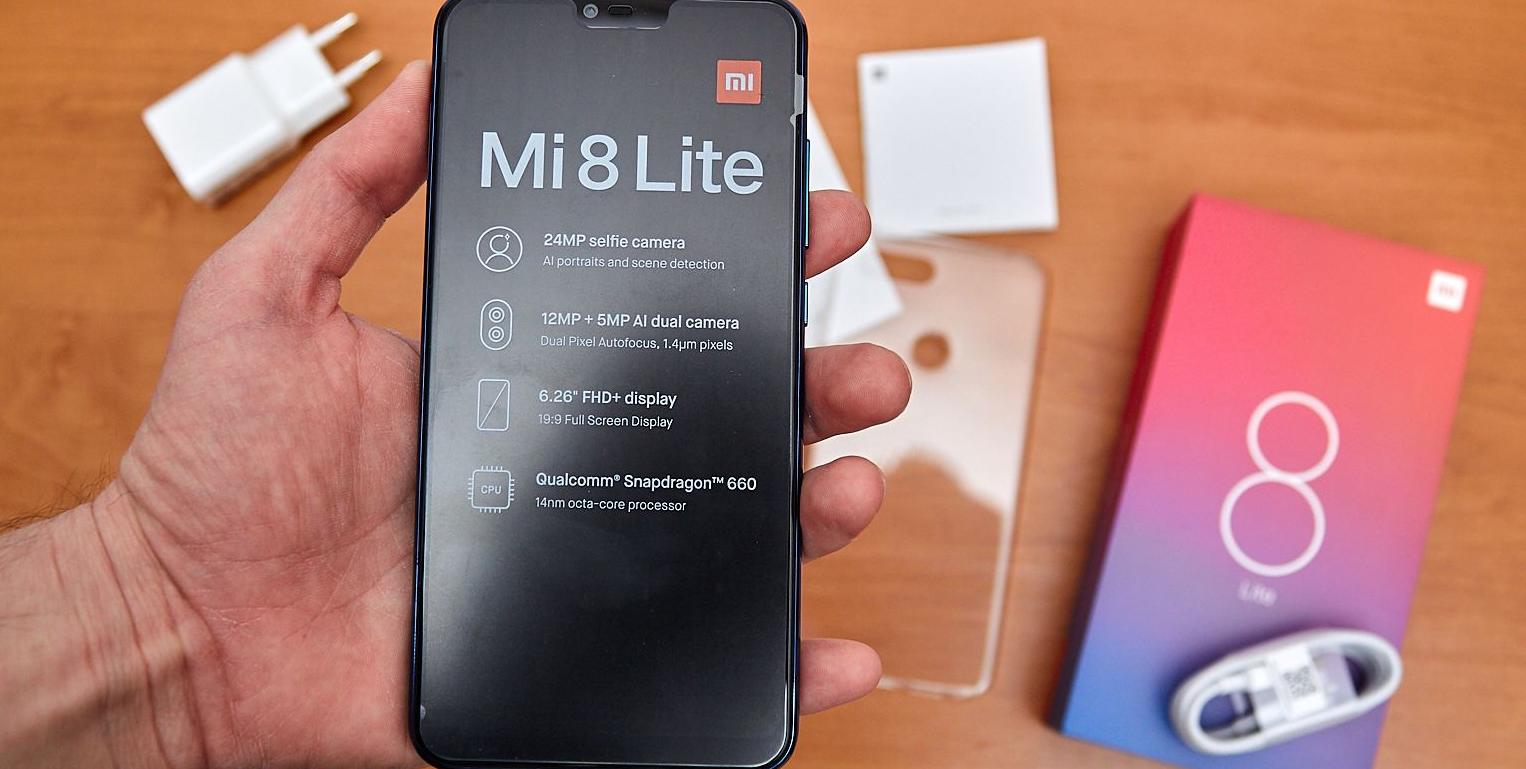 mi
Mi 8 Lite
24MP selfie camera
AI portraits and scene detection
12MP + 5MP AI dual camera
Dual Pixel Autofocus, 1.4μm pixels
6.26" FHD+ display
19:9 Full Screen Display
CPU
Qualcomm® Snapdragon™ 660
14nm octa-core processor
mi
8
Lite